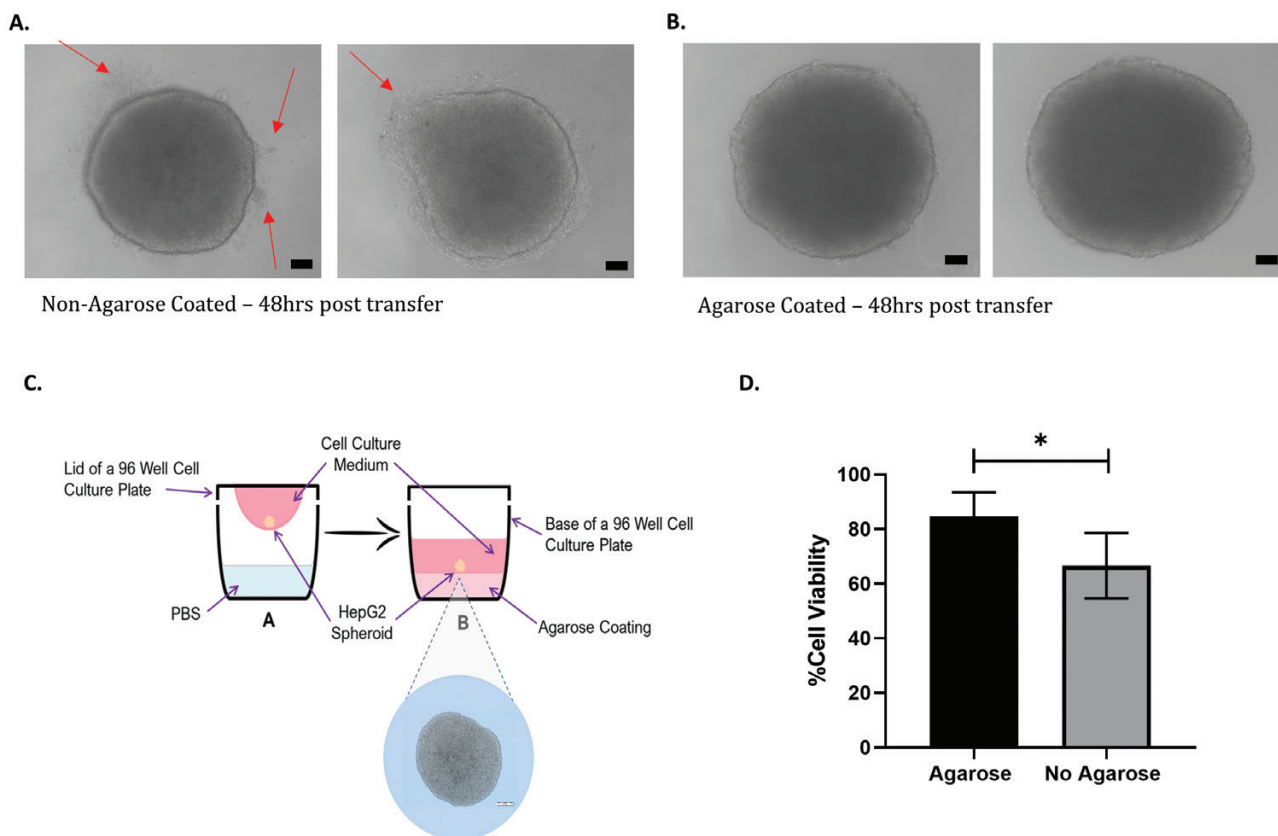 A.
B.
Non-Agarose Coated – 48hrs post transfer
Agarose Coated – 48hrs post transfer
C.
Lid of a 96 Well Cell
Culture Plate
Cell Culture
Medium
Base of a 96 Well Cell
Culture Plate
PBS
A
HepG2
Spheroid
B
Agarose Coating
D.
*
%Cell Viability
100
80
60
40
20
0
Agarose
No Agarose